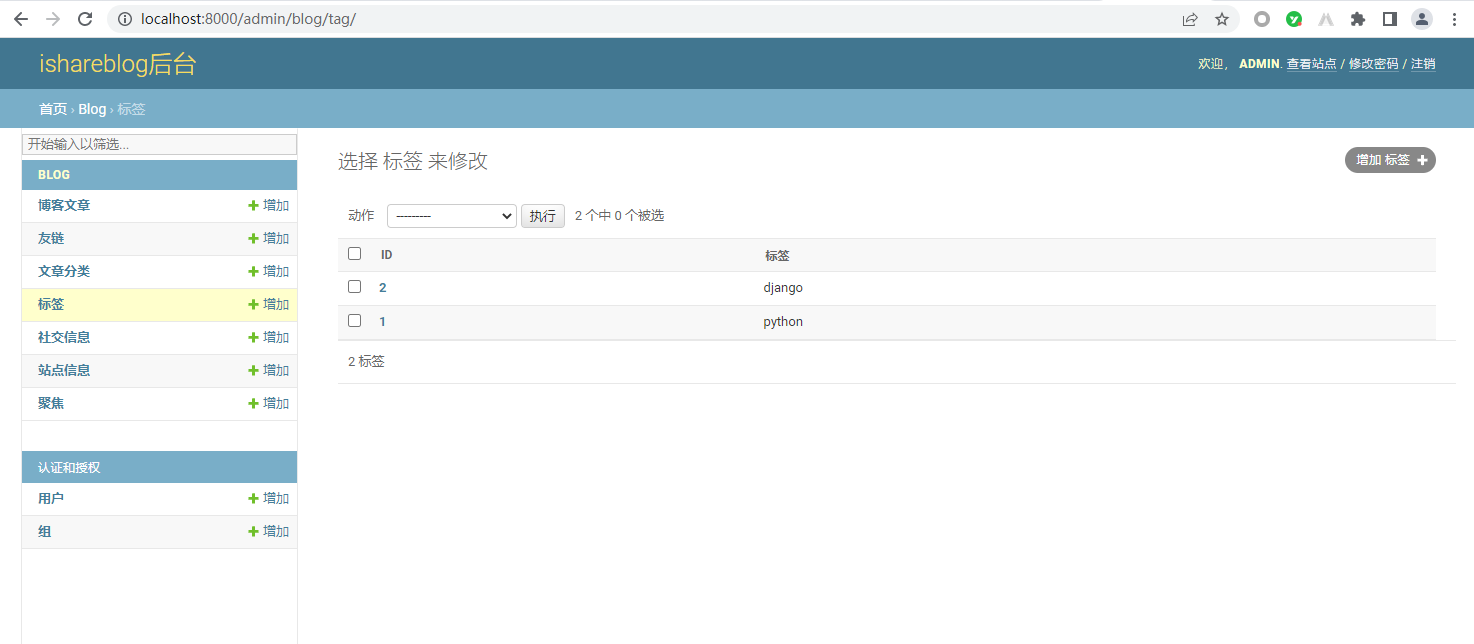 localhost:8000/admin/blog/tag/
ishareblog后台
欢迎， ADMIN. 查看站点 / 修改密码 / 注销
首页 › Blog › 标签
开始输入以筛选...
BLOG
博客文章 增加
友链 增加
文章分类 增加
标签 增加
社交信息 增加
站点信息 增加
聚焦 增加
认证和授权
用户 增加
组 增加
选择 标签 来修改
增加 标签
动作 --------- 执行 2 个中 0 个被选
ID 标签
2 django
1 python
2 标签